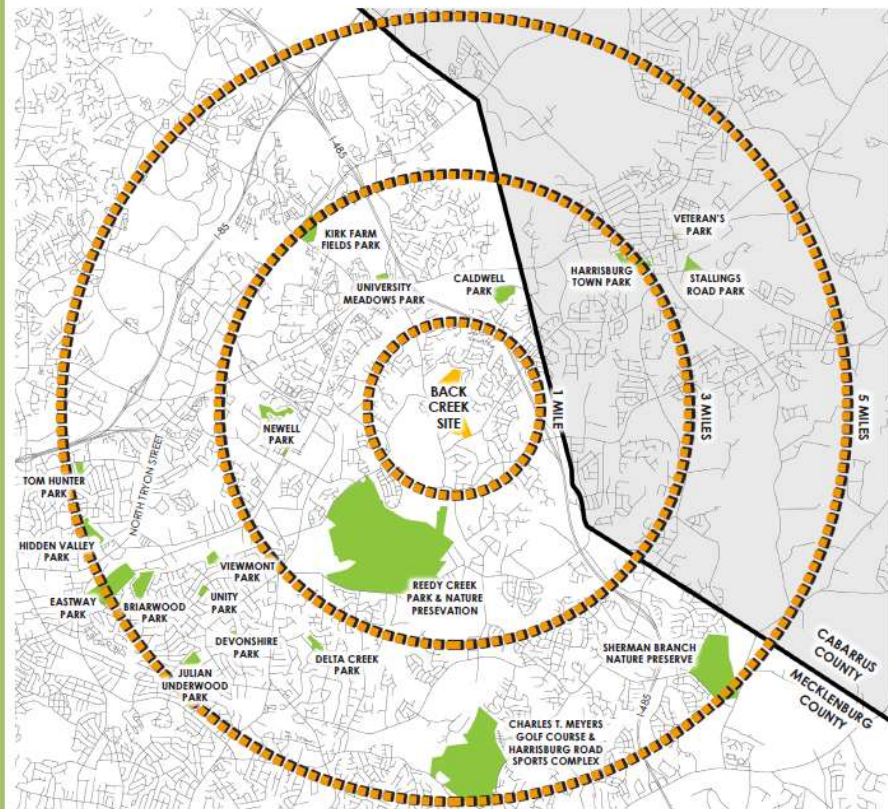 I-485
I-85
KIRK FARM
FIELDS PARK
VETERAN'S
PARK
UNIVERSITY
MEADOWS PARK
CALDWELL
PARK
HARRISBURG
TOWN PARK
STALLINGS
ROAD PARK
BACK
CREEK
SITE
1 MILE
3 MILES
5 MILES
NEWELL
PARK
NORTH TRYON STREET
TOM HUNTER
PARK
HIDDEN VALLEY
PARK
VIEWMONT
PARK
EASTWAY
PARK
BRIARWOOD
PARK
UNITY
PARK
REEDY CREEK
PARK & NATURE
PRESEVATION
DEVONSHIRE
PARK
DELTA CREEK
PARK
JULIAN
UNDERWOOD
PARK
SHERMAN BRANCH
NATURE PRESERVE
CABARRUS
COUNTY
MECKLENBURG
COUNTY
I-485
CHARLES T. MEYERS
GOLF COURSE &
HARRISBURG ROAD
SPORTS COMPLEX